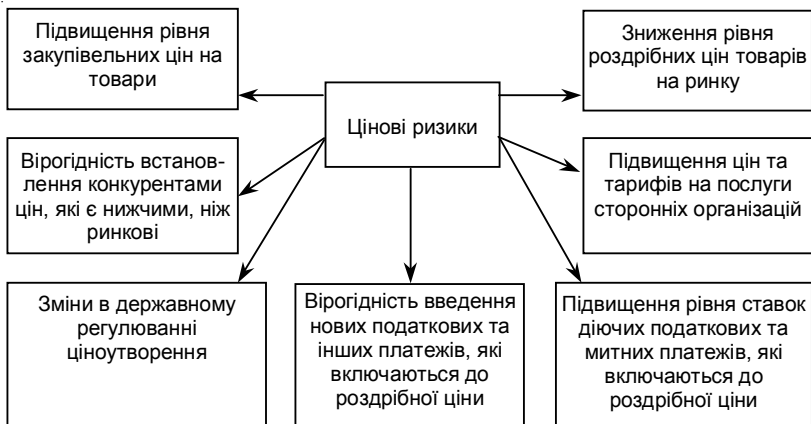 Підвищення рівня
закупівельних цін на
товари
Зниження рівня
роздрібних цін товарів
на ринку
Цінові ризики
Вірогідність встанов-
лення конкурентами
цін, які є нижчими, ніж
ринкові
Підвищення цін та
тарифів на послуги
сторонніх організацій
Зміни в державному
регулюванні
ціноутворення
Вірогідність введення
нових податкових та
інших платежів, які
включаються до
роздрібної ціни
Підвищення рівня ставок
діючих податкових та
митних платежів, які
включаються до
роздрібної ціни